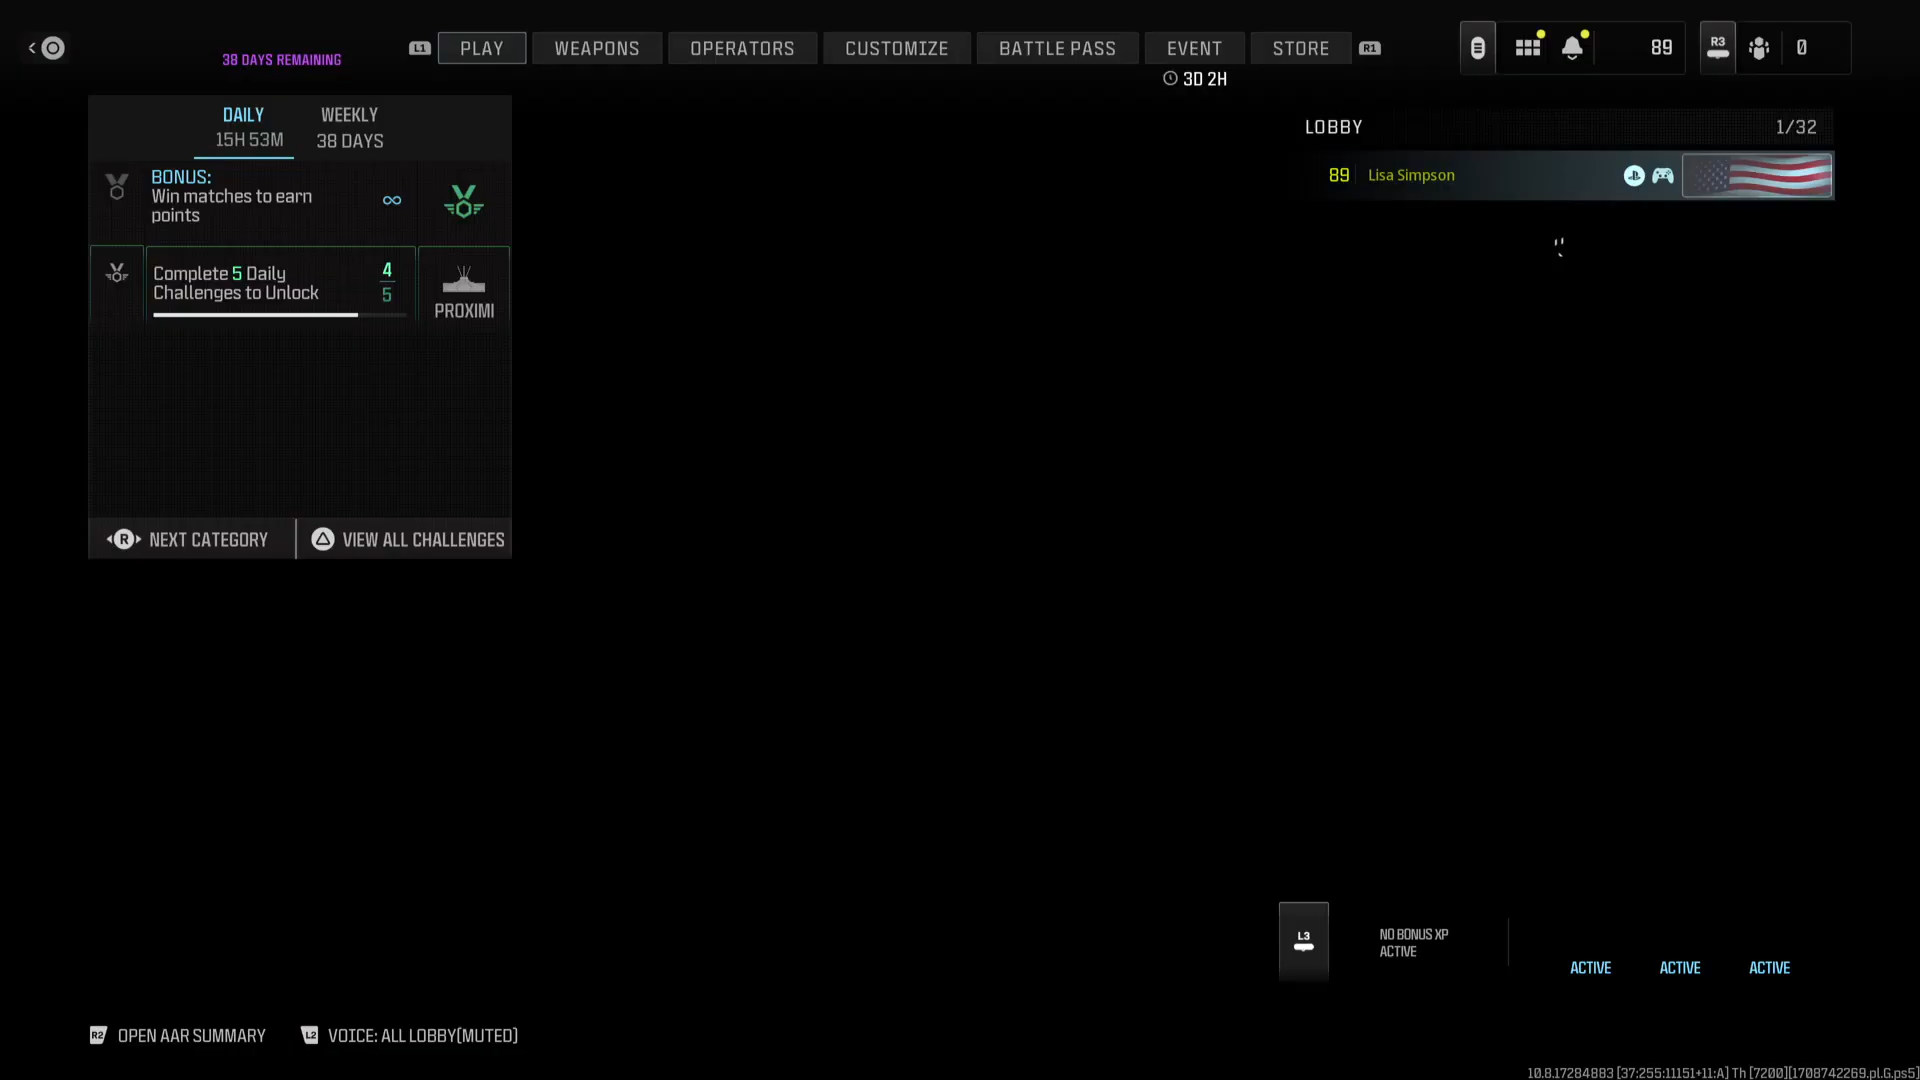 38 DAYS REMAINING
L1 PLAY WEAPONS OPERATORS CUSTOMIZE BATTLE PASS EVENT STORE R1
3D 2H
89 R3 0
DAILY WEEKLY
15H 53M 38 DAYS
BONUS:
Win matches to earn
points
∞
Complete 5 Daily
Challenges to Unlock
4
5
PROXIMI
R NEXT CATEGORY VIEW ALL CHALLENGES
LOBBY 1/32
89 Lisa Simpson
L3
NO BONUS XP
ACTIVE
ACTIVE ACTIVE ACTIVE
R2 OPEN AAR SUMMARY L2 VOICE: ALL LOBBY(MUTED)
10.8.17284883 [37:255:11151+11:A] Th [7200][1708742269.pl.G.ps5]